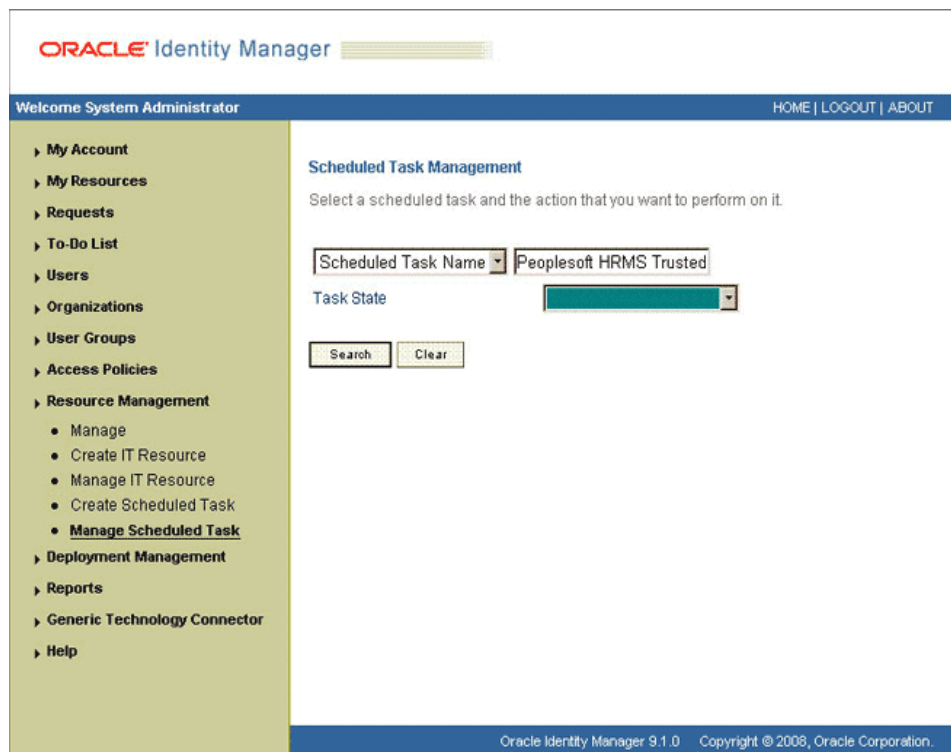 ORACLE Identity Manager
Welcome System Administrator
HOME | LOGOUT | ABOUT
My Account
My Resources
Requests
To-Do List
Users
Organizations
User Groups
Access Policies
Resource Management
Manage
Create IT Resource
Manage IT Resource
Create Scheduled Task
Manage Scheduled Task
Deployment Management
Reports
Generic Technology Connector
Help
Scheduled Task Management
Select a scheduled task and the action that you want to perform on it.
Scheduled Task Name Peoplesoft HRMS Trusted
Task State
Search Clear
Oracle Identity Manager 9.1.0 Copyright © 2008, Oracle Corporation.